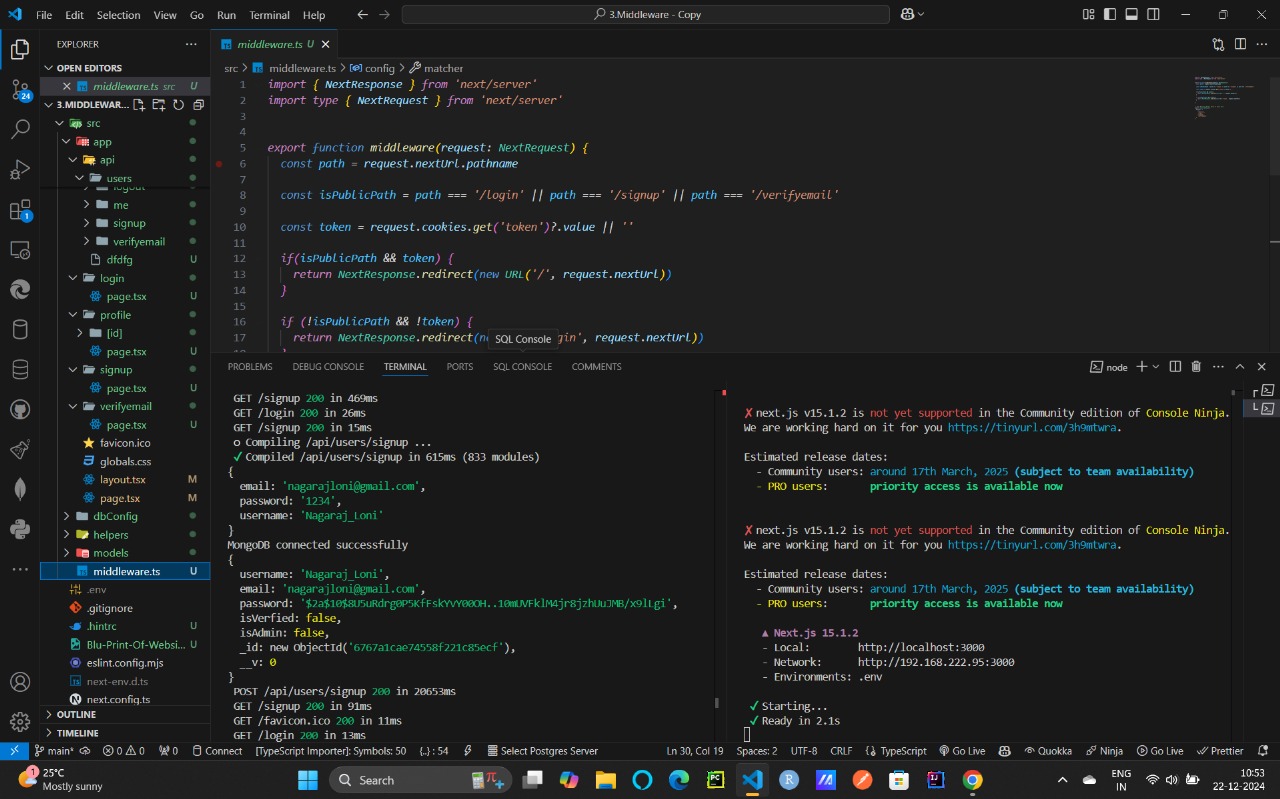 File Edit Selection View Go Run Terminal Help
3.Middleware - Copy
EXPLORER
OPEN EDITORS
middleware.ts src U
3.MIDDLEWAR...
src
app
api
users
logout
me
signup
verifyemail
dfdfg U
login
page.tsx U
profile
[id]
page.tsx U
signup
page.tsx U
verifyemail
page.tsx U
favicon.ico
globals.css
layout.tsx M
page.tsx M
dbConfig
helpers
models
middleware.ts U
.env
.gitignore
.hintrc U
Blu-Print-Of-Websi... U
eslint.config.mjs
next-env.d.ts
next.config.ts
OUTLINE
TIMELINE
24
1
middleware.ts U
src > middleware.ts > config > matcher
1 import { NextResponse } from 'next/server'
2 import type { NextRequest } from 'next/server'
3
4
5 export function middleware(request: NextRequest) {
6 const path = request.nextUrl.pathname
7
8 const isPublicPath = path === '/login' || path === '/signup' || path === '/verifyemail'
9
10 const token = request.cookies.get('token')?.value || ''
11
12 if(isPublicPath && token) {
13 return NextResponse.redirect(new URL('/', request.nextUrl))
14 }
15
16 if (!isPublicPath && !token) {
17 return NextResponse.redirect(ne gin', request.nextUrl))
SQL Console
PROBLEMS DEBUG CONSOLE TERMINAL PORTS SQL CONSOLE COMMENTS
node
GET /signup 200 in 469ms
GET /login 200 in 26ms
GET /signup 200 in 15ms
○ Compiling /api/users/signup ...
✓ Compiled /api/users/signup in 615ms (833 modules)
{
email: 'nagarajloni@gmail.com',
password: '1234',
username: 'Nagaraj_Loni'
}
MongoDB connected successfully
{
username: 'Nagaraj_Loni',
email: 'nagarajloni@gmail.com',
password: '$2a$10$8U5uRdrg0P5KfFskYvY00OH..10mUVFklM4jr8jzhUuJMB/x9lLgi',
isVerfied: false,
isAdmin: false,
_id: new ObjectId('6767a1cae74558f221c85ecf'),
__v: 0
}
POST /api/users/signup 200 in 20653ms
GET /signup 200 in 91ms
GET /favicon.ico 200 in 11ms
GET /login 200 in 13ms
✗ next.js v15.1.2 is not yet supported in the Community edition of Console Ninja.
We are working hard on it for you https://tinyurl.com/3h9mtwra.
Estimated release dates:
- Community users: around 17th March, 2025 (subject to team availability)
- PRO users: priority access is available now
✗ next.js v15.1.2 is not yet supported in the Community edition of Console Ninja.
We are working hard on it for you https://tinyurl.com/3h9mtwra.
Estimated release dates:
- Community users: around 17th March, 2025 (subject to team availability)
- PRO users: priority access is available now
▲ Next.js 15.1.2
- Local: http://localhost:3000
- Network: http://192.168.222.95:3000
- Environments: .env
✓ Starting...
✓ Ready in 2.1s
main* 0 0 0 Connect [TypeScript Importer]: Symbols: 50 {..} : 54 Select Postgres Server Ln 30, Col 19 Spaces: 2 UTF-8 CRLF {} TypeScript Go Live Quokka Ninja Go Live Prettier
1
25°C
Mostly sunny
Search
ENG
IN
10:53
22-12-2024